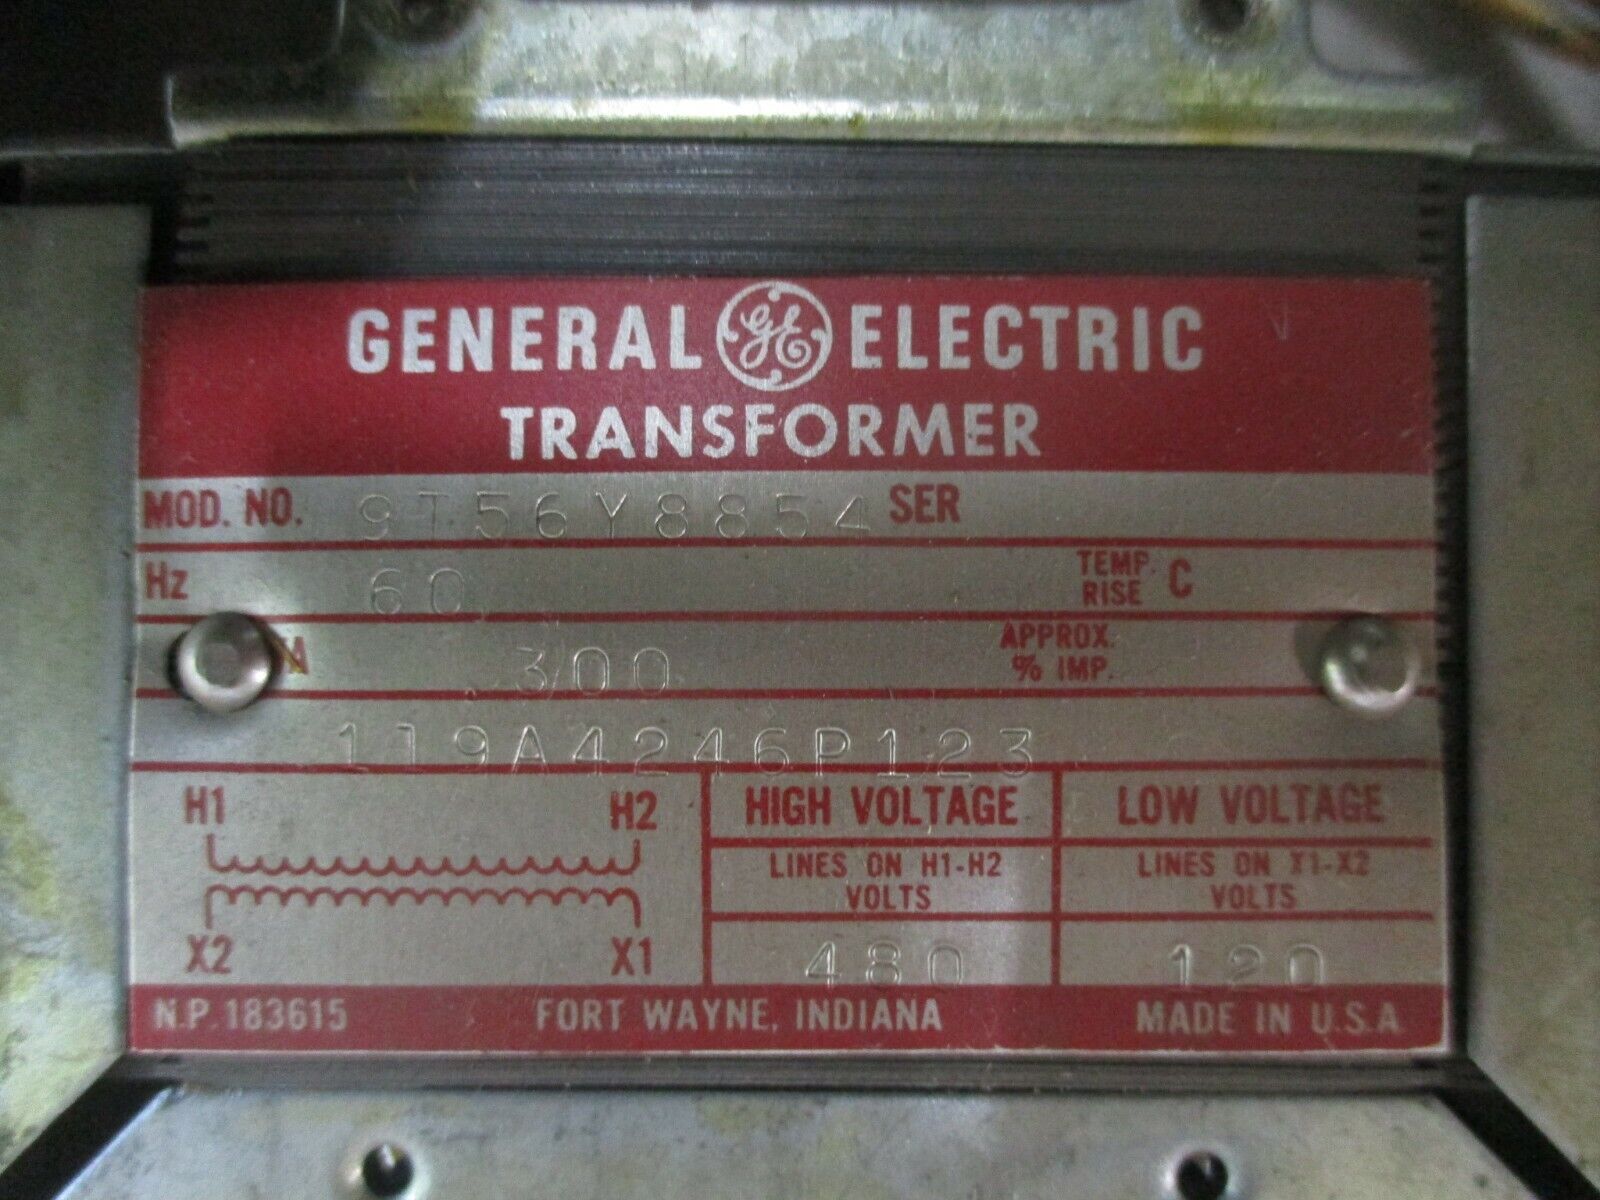 GENERAL GE ELECTRIC
TRANSFORMER
MOD. NO. 9T56Y8854 SER
Hz 60 TEMP. RISE C
300 APPROX. % IMP.
119A4246P123
H1 H2
X2 X1
HIGH VOLTAGE
LINES ON H1-H2
VOLTS
480
LOW VOLTAGE
LINES ON X1-X2
VOLTS
120
N.P. 183615 FORT WAYNE, INDIANA MADE IN U.S.A.